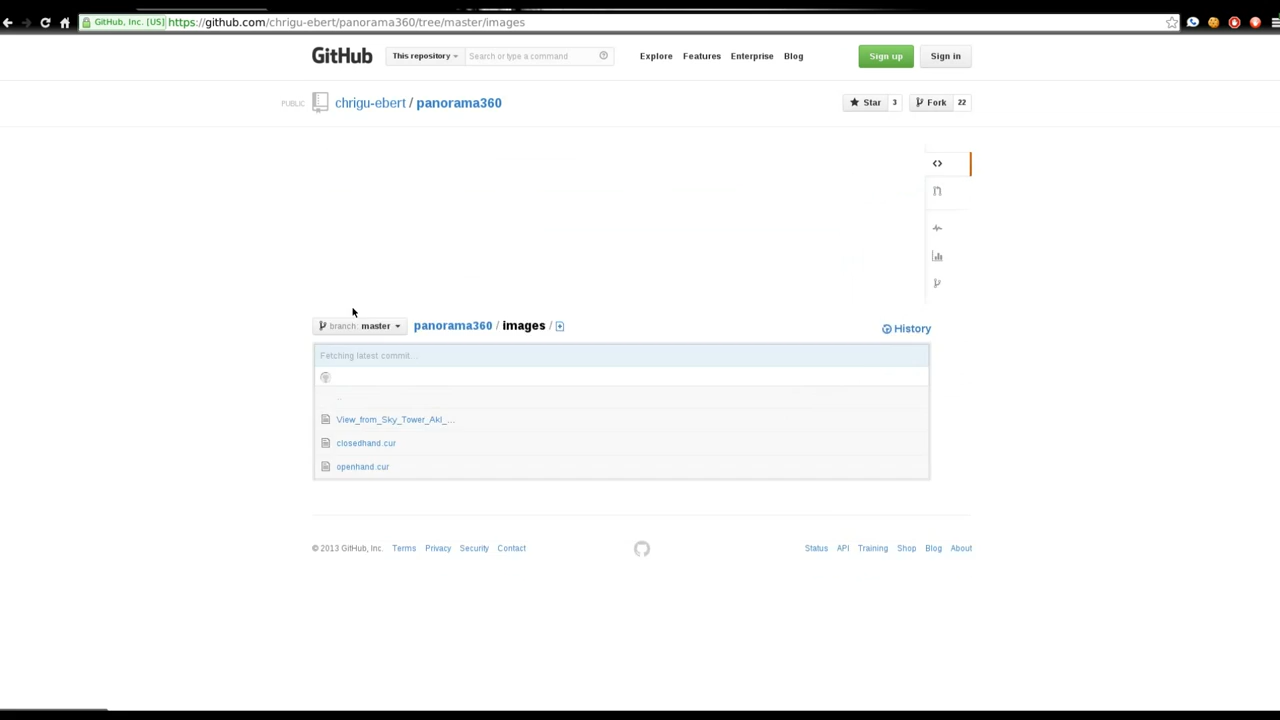 GitHub, Inc. [US] https://github.com/chrigu-ebert/panorama360/tree/master/images
GitHub This repository Search or type a command Explore Features Enterprise Blog Sign up Sign in
PUBLIC chrigu-ebert / panorama360 Star 3 Fork 22
branch: master panorama360 / images / History
Fetching latest commit...
..
View_from_Sky_Tower_Akl_...
closedhand.cur
openhand.cur
© 2013 GitHub, Inc. Terms Privacy Security Contact Status API Training Shop Blog About